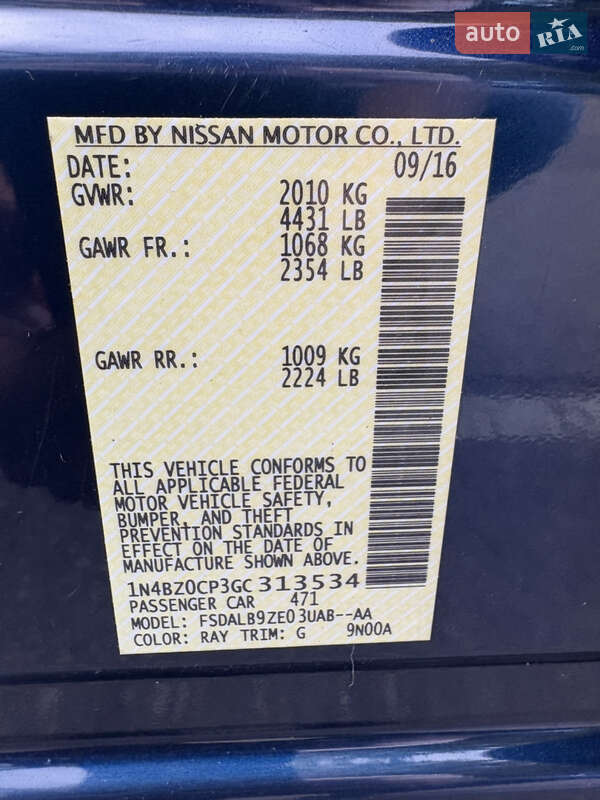 auto RIA
.com
MFD BY NISSAN MOTOR CO., LTD.
DATE: 09/16
GVWR: 2010 KG
4431 LB
GAWR FR.: 1068 KG
2354 LB
GAWR RR.: 1009 KG
2224 LB
THIS VEHICLE CONFORMS TO
ALL APPLICABLE FEDERAL
MOTOR VEHICLE SAFETY,
BUMPER, AND THEFT
PREVENTION STANDARDS IN
EFFECT ON THE DATE OF
MANUFACTURE SHOWN ABOVE.
1N4BZ0CP3GC313534
PASSENGER CAR 471
MODEL: FSDALB9ZE03UAB--AA
COLOR: RAY TRIM: G 9N00A